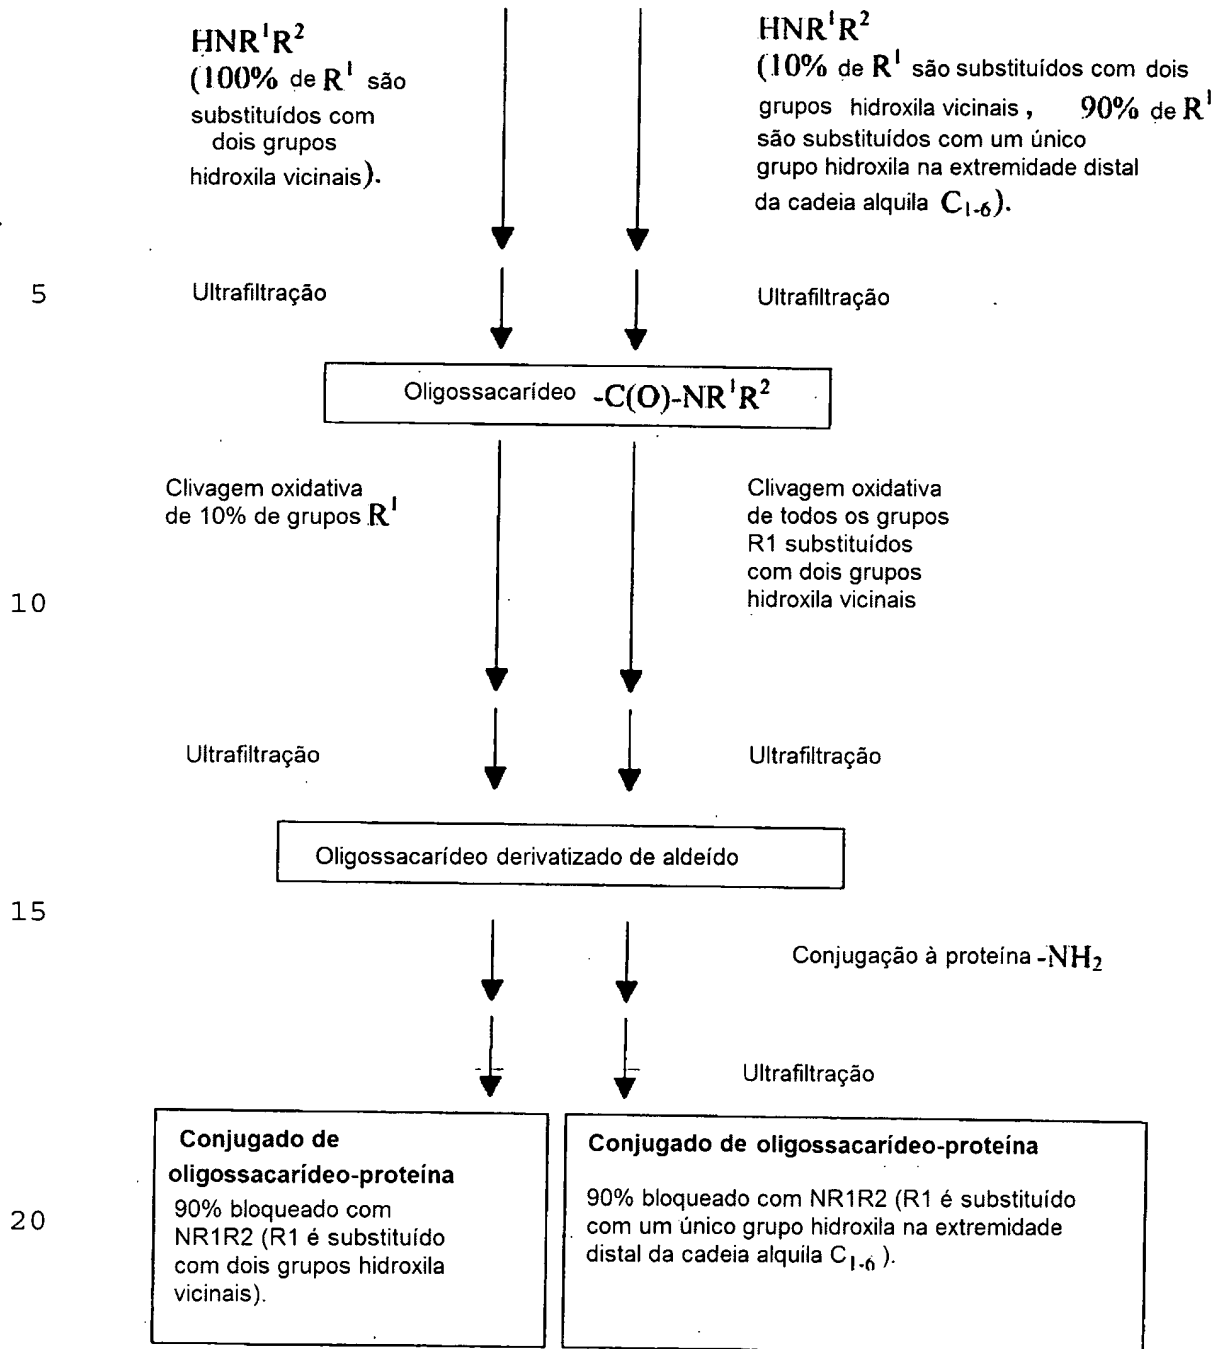 HNR¹R²
(100% de R¹ são
substituídos com
dois grupos
hidroxila vicinais).
HNR¹R²
(10% de R¹ são substituídos com dois
grupos hidroxila vicinais, 90% de R¹
são substituídos com um único
grupo hidroxila na extremidade distal
da cadeia alquila C₁₋₆).
5
Ultrafiltração
Ultrafiltração
Oligossacarídeo -C(O)-NR¹R²
Clivagem oxidativa
de 10% de grupos R¹
Clivagem oxidativa
de todos os grupos
R1 substituídos
com dois grupos
hidroxila vicinais
10
Ultrafiltração
Ultrafiltração
Oligossacarídeo derivatizado de aldeído
15
Conjugação à proteína -NH₂
Ultrafiltração
Conjugado de
oligossacarídeo-proteína
90% bloqueado com
NR1R2 (R1 é substituído
com dois grupos hidroxila
vicinais).
Conjugado de oligossacarídeo-proteína
90% bloqueado com NR1R2 (R1 é substituído
com um único grupo hidroxila na extremidade
distal da cadeia alquila C₁₋₆).
20